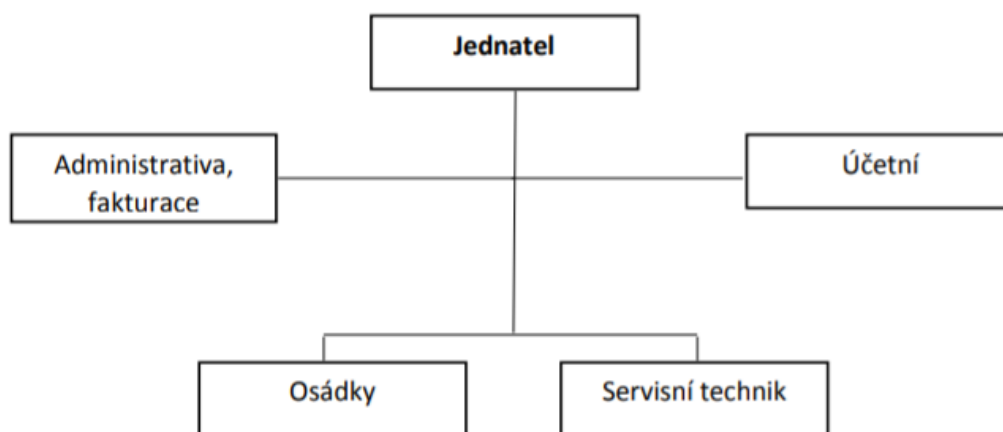 Jednatel
Administrativa,
fakturace
Účetní
Osádky
Servisní technik